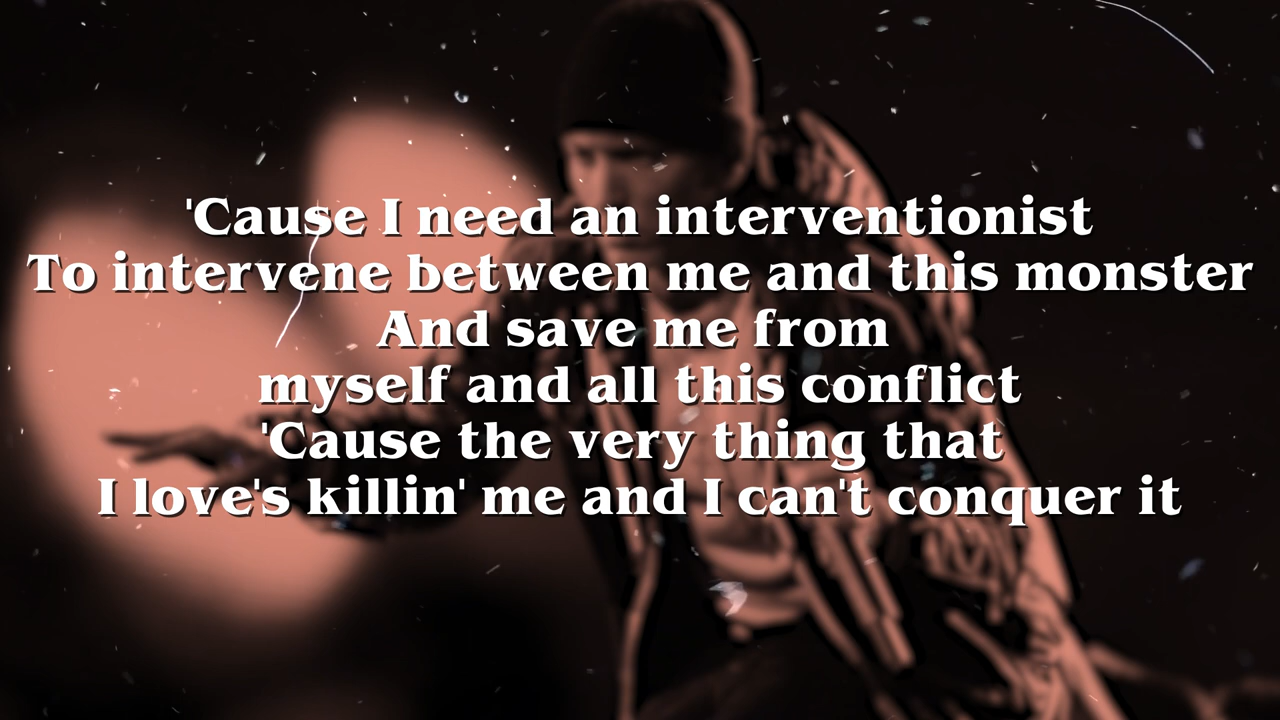 'Cause I need an interventionist
To intervene between me and this monster
And save me from
myself and all this conflict
'Cause the very thing that
I love's killin' me and I can't conquer it